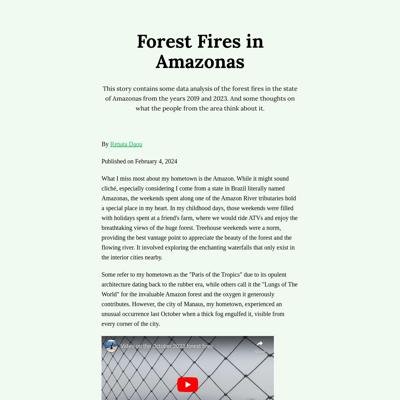 Forest Fires in
Amazonas
This story contains some data analysis of the forest fires in the state
of Amazonas from the years 2019 and 2023. And some thoughts on
what the people from the area think about it.
By Renata Daou
Published on February 4, 2024
What I miss most about my hometown is the Amazon. While it might sound
cliché, especially considering I come from a state in Brazil literally named
Amazonas, the weekends spent along one of the Amazon River tributaries hold
a special place in my heart. In my childhood days, those weekends were filled
with holidays spent at a friend's farm, where we would ride ATVs and enjoy the
breathtaking views of the huge forest. Treehouse weekends were a norm,
providing the best vantage point to appreciate the beauty of the forest and the
flowing river. It involved exploring the enchanting waterfalls that only exist in
the interior cities nearby.
Some refer to my hometown as the "Paris of the Tropics" due to its opulent
architecture dating back to the rubber era, while others call it the "Lungs of The
World" for the invaluable Amazon forest and the oxygen it generously
contributes. However, the city of Manaus, my hometown, experienced an
unusual occurrence last October when a thick fog engulfed it, visible from
every corner of the city.
Video on the October 2023 forest fire